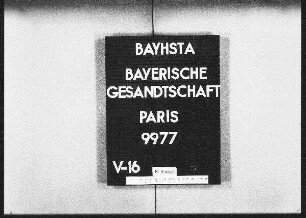 BAYHSTA
BAYERISCHE
GESANDTSCHAFT
PARIS
9977
V-16